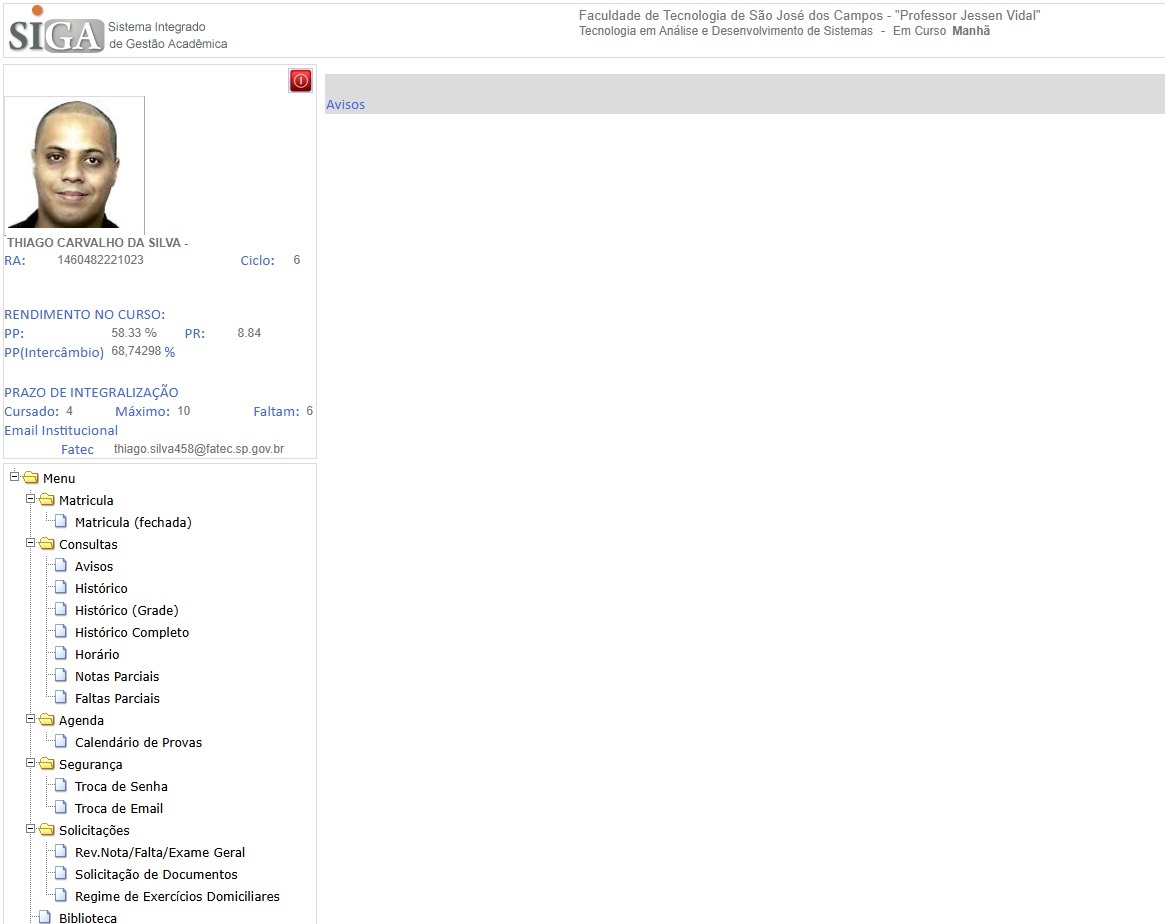 SIGA Sistema Integrado
de Gestão Acadêmica
Faculdade de Tecnologia de São José dos Campos - "Professor Jessen Vidal"
Tecnologia em Análise e Desenvolvimento de Sistemas - Em Curso Manhã
Avisos
THIAGO CARVALHO DA SILVA -
RA: 1460482221023 Ciclo: 6
RENDIMENTO NO CURSO:
PP: 58.33 % PR: 8.84
PP(Intercâmbio) 68,74298 %
PRAZO DE INTEGRALIZAÇÃO
Cursado: 4 Máximo: 10 Faltam: 6
Email Institucional
Fatec thiago.silva458@fatec.sp.gov.br
Menu
Matricula
Matricula (fechada)
Consultas
Avisos
Histórico
Histórico (Grade)
Histórico Completo
Horário
Notas Parciais
Faltas Parciais
Agenda
Calendário de Provas
Segurança
Troca de Senha
Troca de Email
Solicitações
Rev.Nota/Falta/Exame Geral
Solicitação de Documentos
Regime de Exercícios Domiciliares
Biblioteca